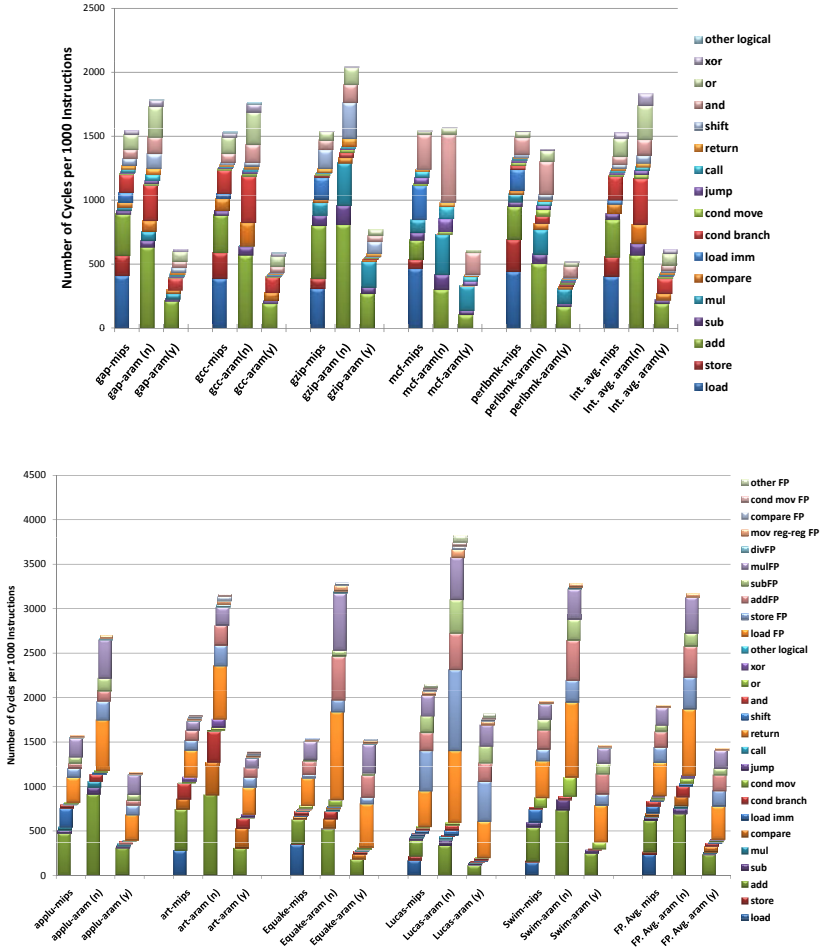 Number of Cycles per 1000 Instructions
2500
2000
1500
1000
500
0
gap-mips
gap-aram (n)
gap-aram(y)
gcc-mips
gcc-aram(n)
gcc-aram(y)
gzip-mips
gzip-aram (n)
gzip-aram (y)
mcf-mips
mcf-aram(n)
mcf-aram(y)
perlbmk-mips
perlbmk-aram(n)
perlbmk-aram(y)
Int. avg. mips
Int. avg. aram(n)
Int. avg. aram(y)
other logical
xor
or
and
shift
return
call
jump
cond move
cond branch
load imm
compare
mul
sub
add
store
load
Number of Cycles per 1000 Instructions
4500
4000
3500
3000
2500
2000
1500
1000
500
0
applu-mips
applu-aram (n)
applu-aram (y)
art-mips
art-aram (n)
art-aram (y)
Equake-mips
Equake-aram (n)
Equake-aram (y)
Lucas-mips
Lucas-aram (n)
Lucas-aram (y)
Swim-mips
Swim-aram (n)
Swim-aram (y)
FP. Avg. mips
FP. Avg. aram (n)
FP. Avg. aram (y)
other FP
cond mov FP
compare FP
mov reg-reg FP
divFP
mulFP
subFP
addFP
store FP
load FP
other logical
xor
or
and
shift
return
call
jump
cond mov
cond branch
load imm
compare
mul
sub
add
store
load